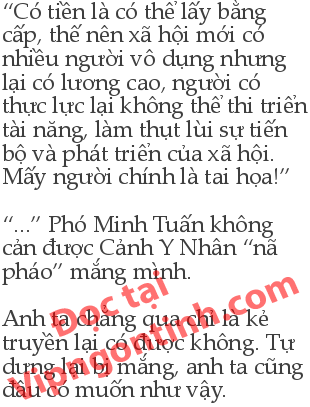 “Có tiền là có thể lấy bằng
cấp, thế nên xã hội mới có
nhiều người vô dụng nhưng
lại có lương cao, người có
thực lực lại không thể thi triển
tài năng, làm thụt lùi sự tiến
bộ và phát triển của xã hội.
Mấy người chính là tai họa!”
“...” Phó Minh Tuấn không
cản được Cảnh Y Nhân “nã
pháo” mắng mình.
Anh ta chẳng qua chỉ là kẻ
truyền lại có được không. Tự
dưng lại bị mắng, anh ta cũng
đâu có muốn như vậy.
Đọc tại
Vipngontinh.com